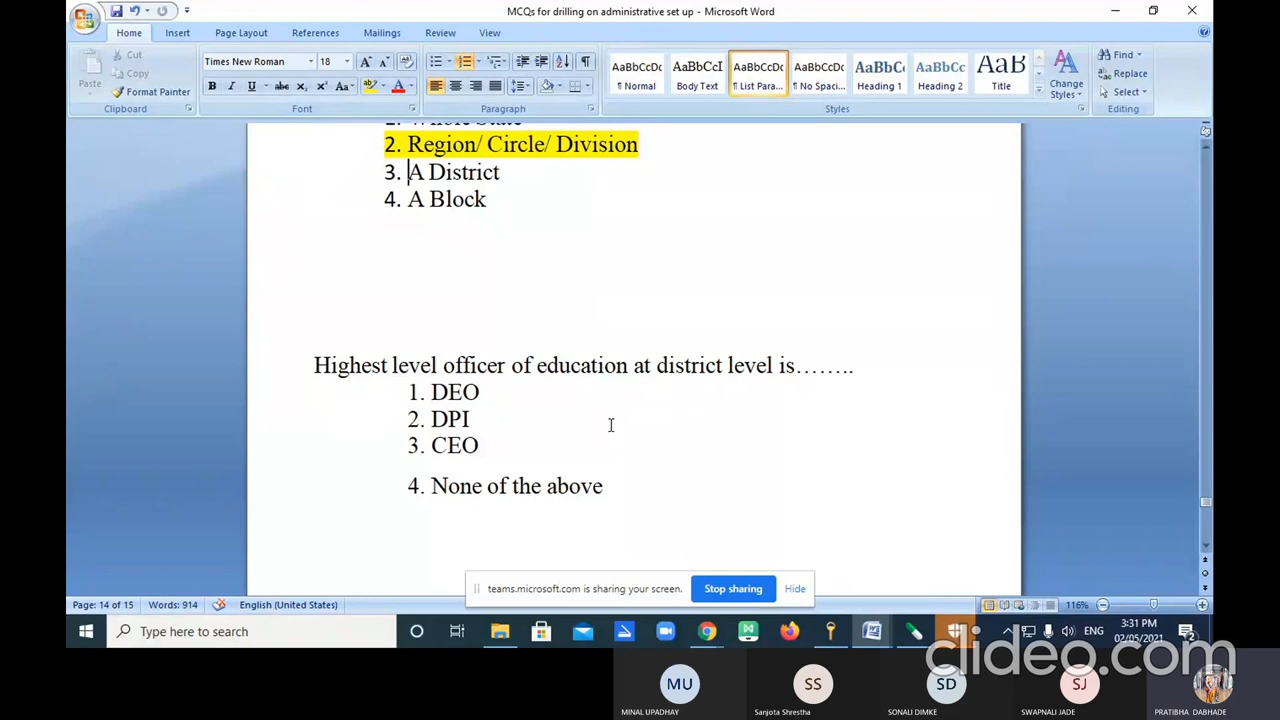 MCQs for drilling on administrative set up - Microsoft Word
Home Insert Page Layout References Mailings Review View
Cut
Copy
Format Painter
Paste
Clipboard
Times New Roman 18
Font
Paragraph
AaBbCcDc AaBbCcI AaBbCcDc AaBbCcDc AaBbC AaBbCc AaB
¶ Normal Body Text ¶ List Para... ¶ No Spaci... Heading 1 Heading 2 Title
Change Styles
Styles
Find
Replace
Select
Editing
1. Whole State
2. Region/ Circle/ Division
3. A District
4. A Block
Highest level officer of education at district level is……..
1. DEO
2. DPI
3. CEO
4. None of the above
teams.microsoft.com is sharing your screen. Stop sharing Hide
Page: 14 of 15 Words: 914 English (United States) 116%
Type here to search
ENG
3:31 PM
02/05/2021
2
clideo.com
MU SS SD SJ
MINAL UPADHAY Sanjota Shrestha SONALI DIMKE SWAPNALI JADE PRATIBHA DABHADE